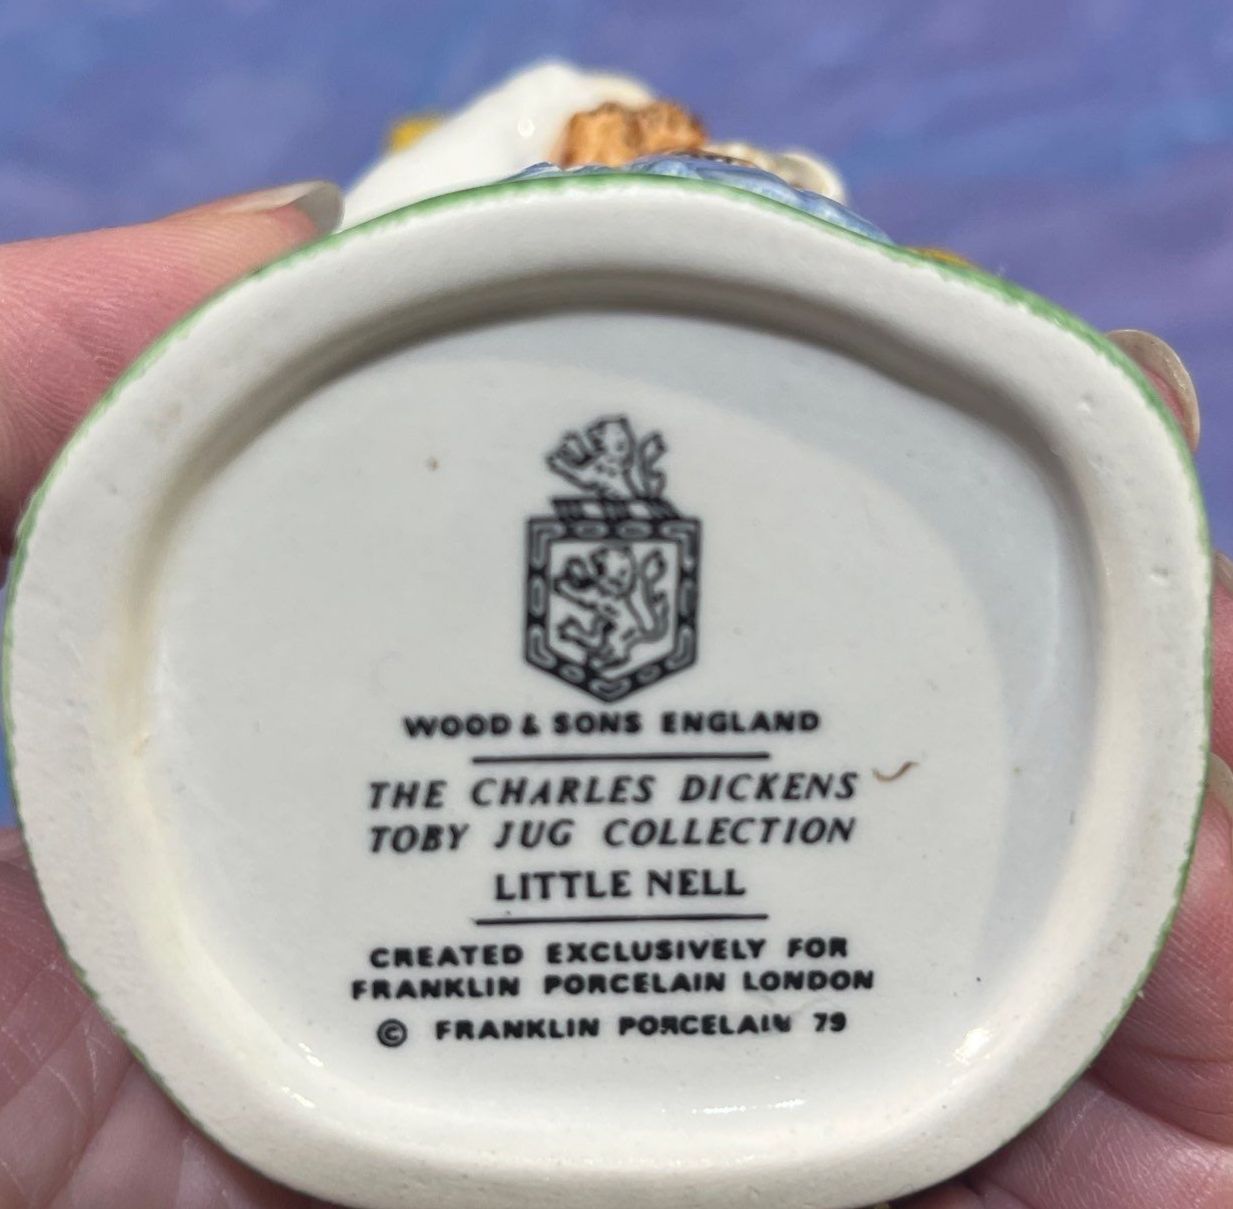 WOOD & SONS ENGLAND
THE CHARLES DICKENS
TOBY JUG COLLECTION
LITTLE NELL
CREATED EXCLUSIVELY FOR
FRANKLIN PORCELAIN LONDON
© FRANKLIN PORCELAIN 79